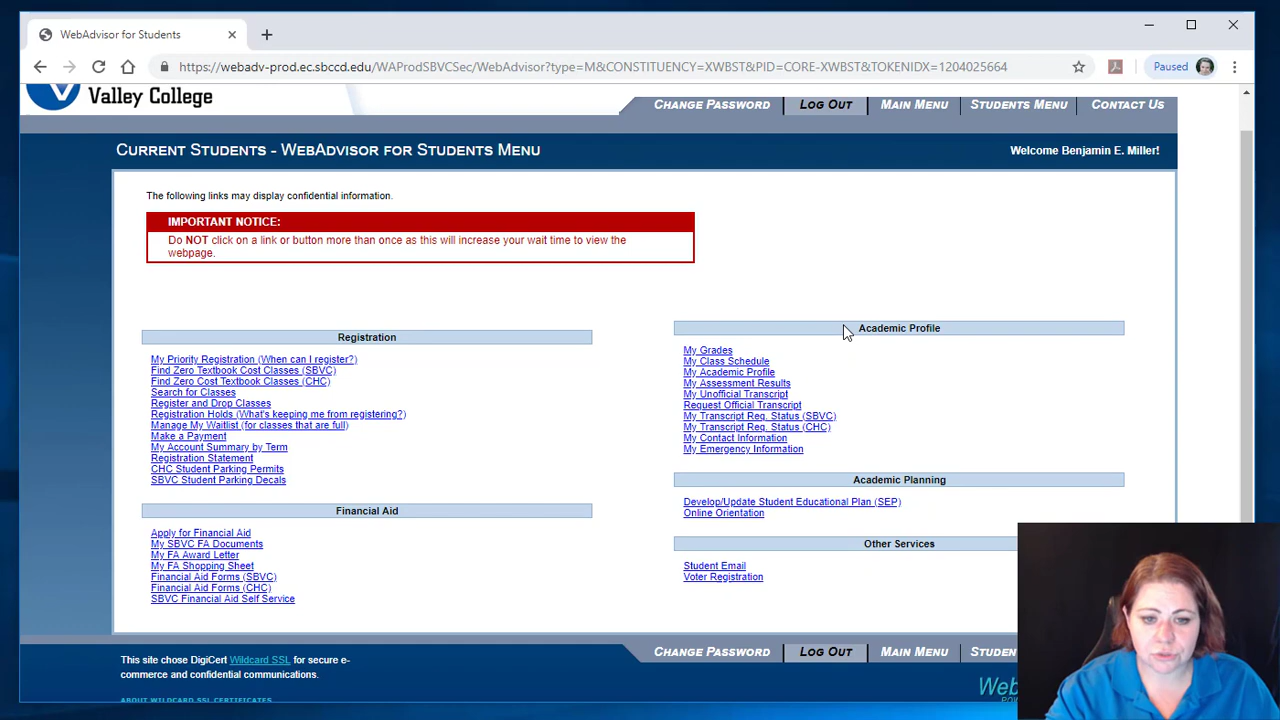 WebAdvisor for Students
https://webadv-prod.ec.sbccd.edu/WAProdSBVCSec/WebAdvisor?type=M&CONSTITUENCY=XWBST&PID=CORE-XWBST&TOKENIDX=1204025664
Paused
Valley College
CHANGE PASSWORD LOG OUT MAIN MENU STUDENTS MENU CONTACT US
CURRENT STUDENTS - WEBADVISOR FOR STUDENTS MENU
Welcome Benjamin E. Miller!
The following links may display confidential information.
IMPORTANT NOTICE:
Do NOT click on a link or button more than once as this will increase your wait time to view the
webpage.
Registration
My Priority Registration (When can I register?)
Find Zero Textbook Cost Classes (SBVC)
Find Zero Cost Textbook Classes (CHC)
Search for Classes
Register and Drop Classes
Registration Holds (What's keeping me from registering?)
Manage My Waitlist (for classes that are full)
Make a Payment
My Account Summary by Term
Registration Statement
CHC Student Parking Permits
SBVC Student Parking Decals
Financial Aid
Apply for Financial Aid
My SBVC FA Documents
My FA Award Letter
My FA Shopping Sheet
Financial Aid Forms (SBVC)
Financial Aid Forms (CHC)
SBVC Financial Aid Self Service
Academic Profile
My Grades
My Class Schedule
My Academic Profile
My Assessment Results
My Unofficial Transcript
Request Official Transcript
My Transcript Req. Status (SBVC)
My Transcript Req. Status (CHC)
My Contact Information
My Emergency Information
Academic Planning
Develop/Update Student Educational Plan (SEP)
Online Orientation
Other Services
Student Email
Voter Registration
CHANGE PASSWORD LOG OUT MAIN MENU STUDEN
This site chose DigiCert Wildcard SSL for secure e-
commerce and confidential communications.
ABOUT WILDCARD SSL CERTIFICATES
Web